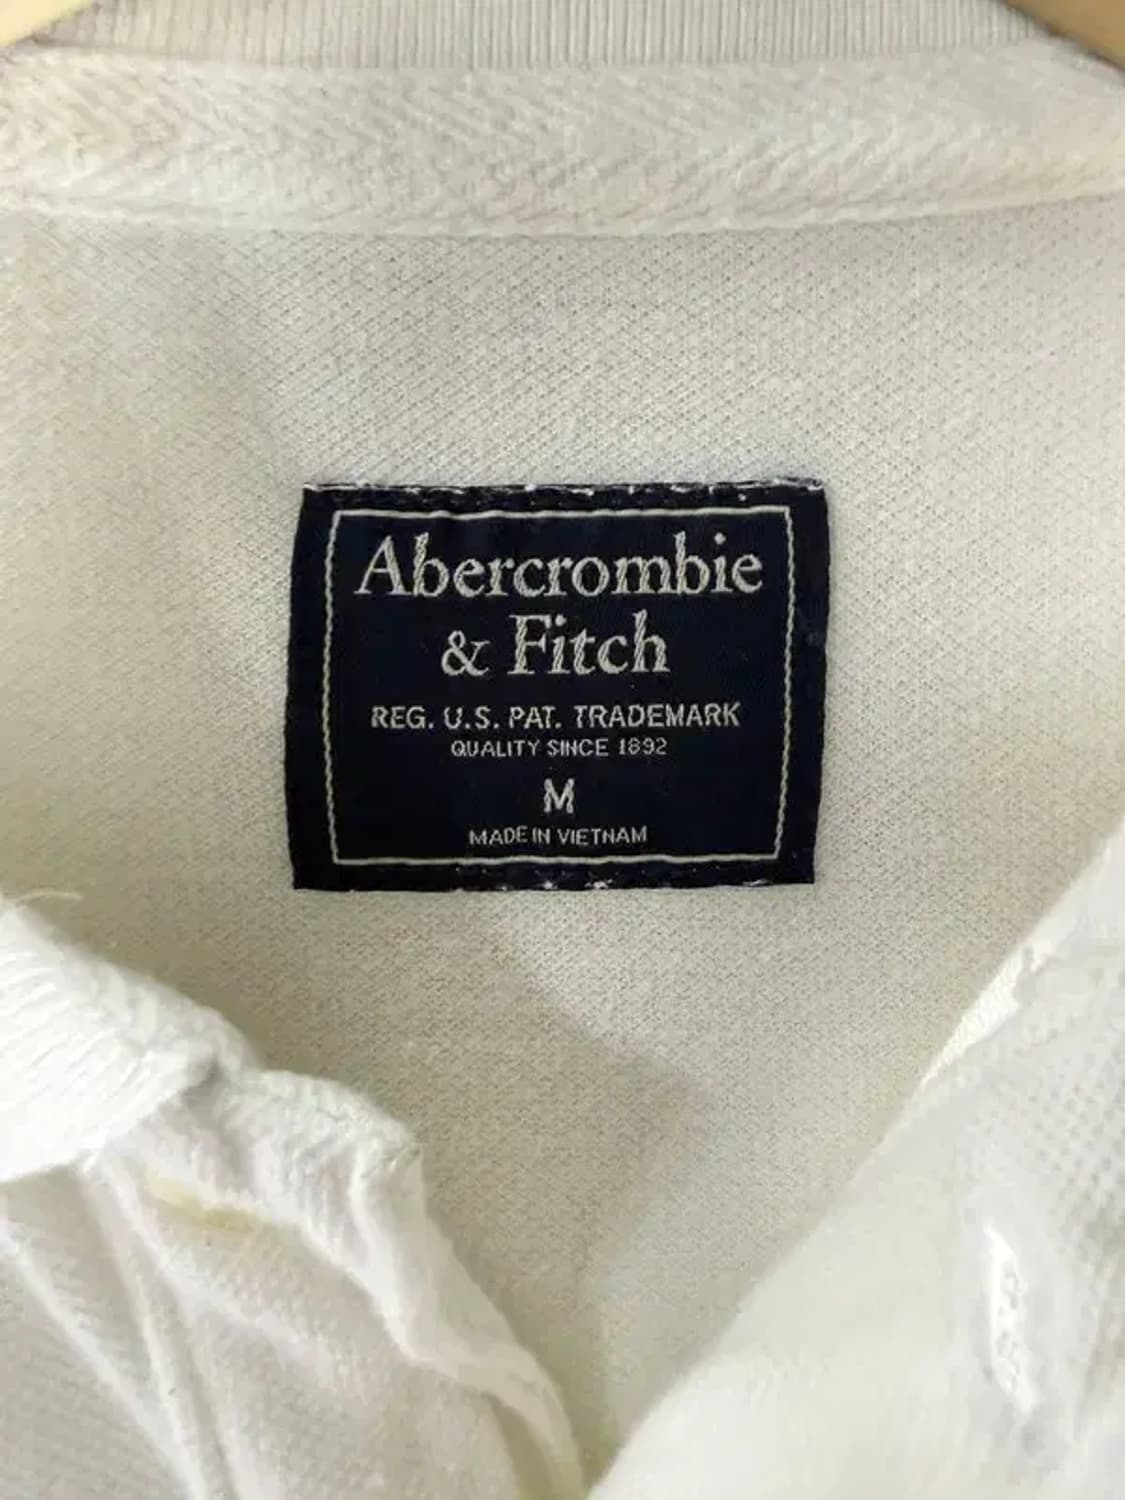 Abercrombie
& Fitch
REG. U.S. PAT. TRADEMARK
QUALITY SINCE 1892
M
MADE IN VIETNAM